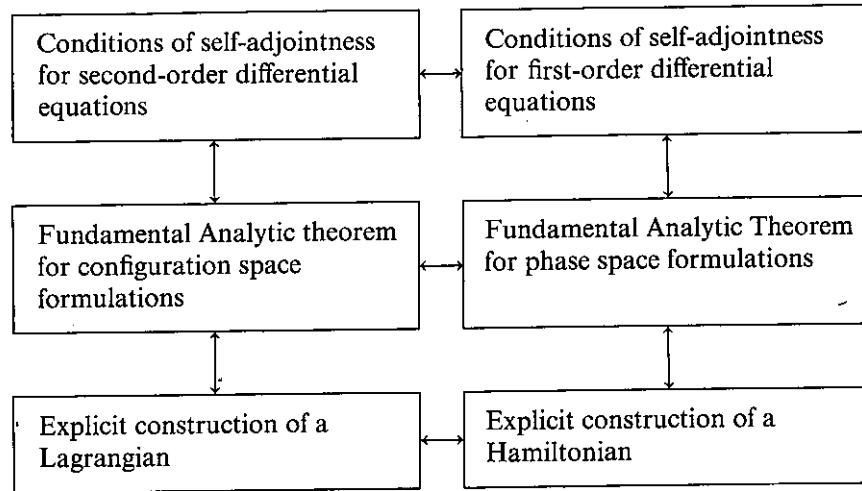 Conditions of self-adjointness
for second-order differential
equations
Conditions of self-adjointness
for first-order differential
equations
Fundamental Analytic theorem
for configuration space
formulations
Fundamental Analytic Theorem
for phase space formulations
Explicit construction of a
Lagrangian
Explicit construction of a
Hamiltonian